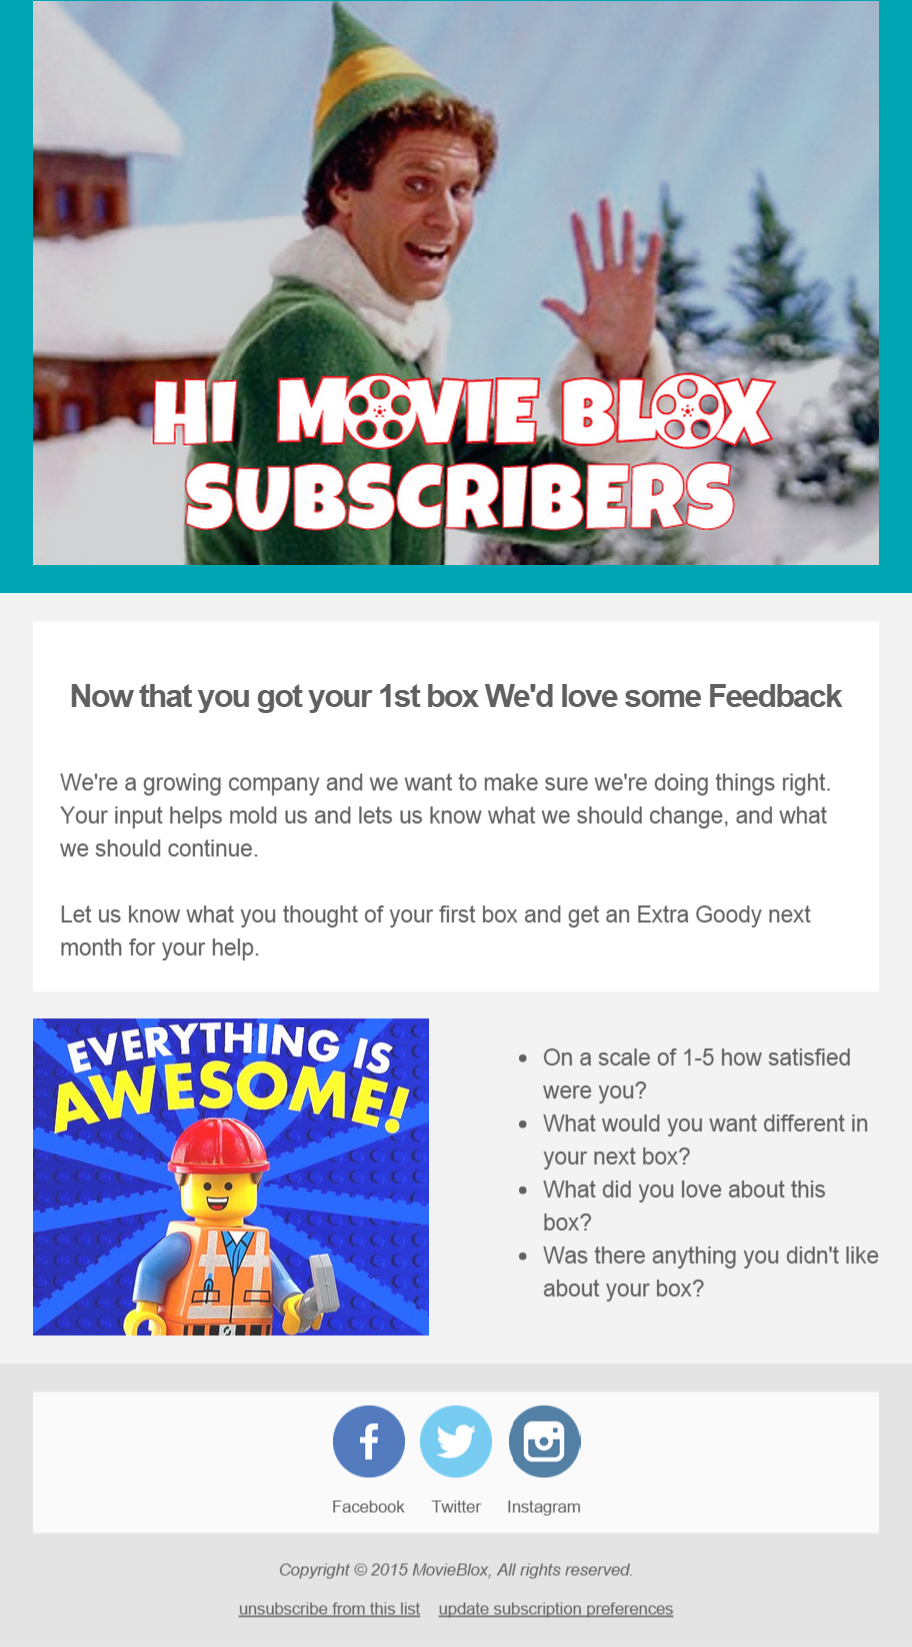 HI MOVIE BLOX
SUBSCRIBERS
Now that you got your 1st box We'd love some Feedback
We're a growing company and we want to make sure we're doing things right.
Your input helps mold us and lets us know what we should change, and what
we should continue.
Let us know what you thought of your first box and get an Extra Goody next
month for your help.
EVERYTHING IS
AWESOME!
• On a scale of 1-5 how satisfied
were you?
• What would you want different in
your next box?
• What did you love about this
box?
• Was there anything you didn't like
about your box?
Facebook Twitter Instagram
Copyright © 2015 MovieBlox, All rights reserved.
unsubscribe from this list update subscription preferences